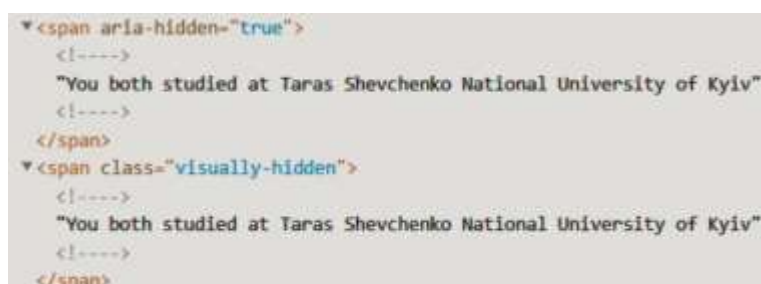 ▼<span aria-hidden="true">
<!---->
"You both studied at Taras Shevchenko National University of Kyiv"
<!---->
</span>
▼<span class="visually-hidden">
<!---->
"You both studied at Taras Shevchenko National University of Kyiv"
<!---->
</span>